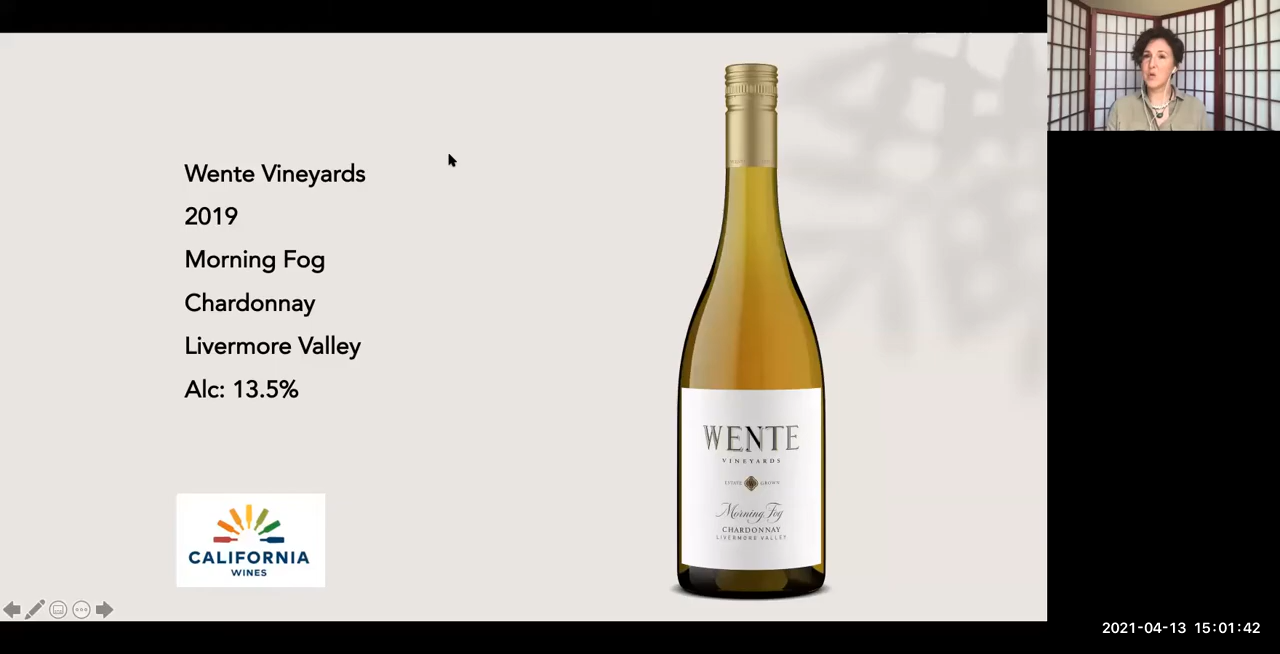 Wente Vineyards
2019
Morning Fog
Chardonnay
Livermore Valley
Alc: 13.5%
CALIFORNIA
WINES
WENTE
VINEYARDS
ESTATE GROWN
Morning Fog
CHARDONNAY
LIVERMORE VALLEY
2021-04-13 15:01:42